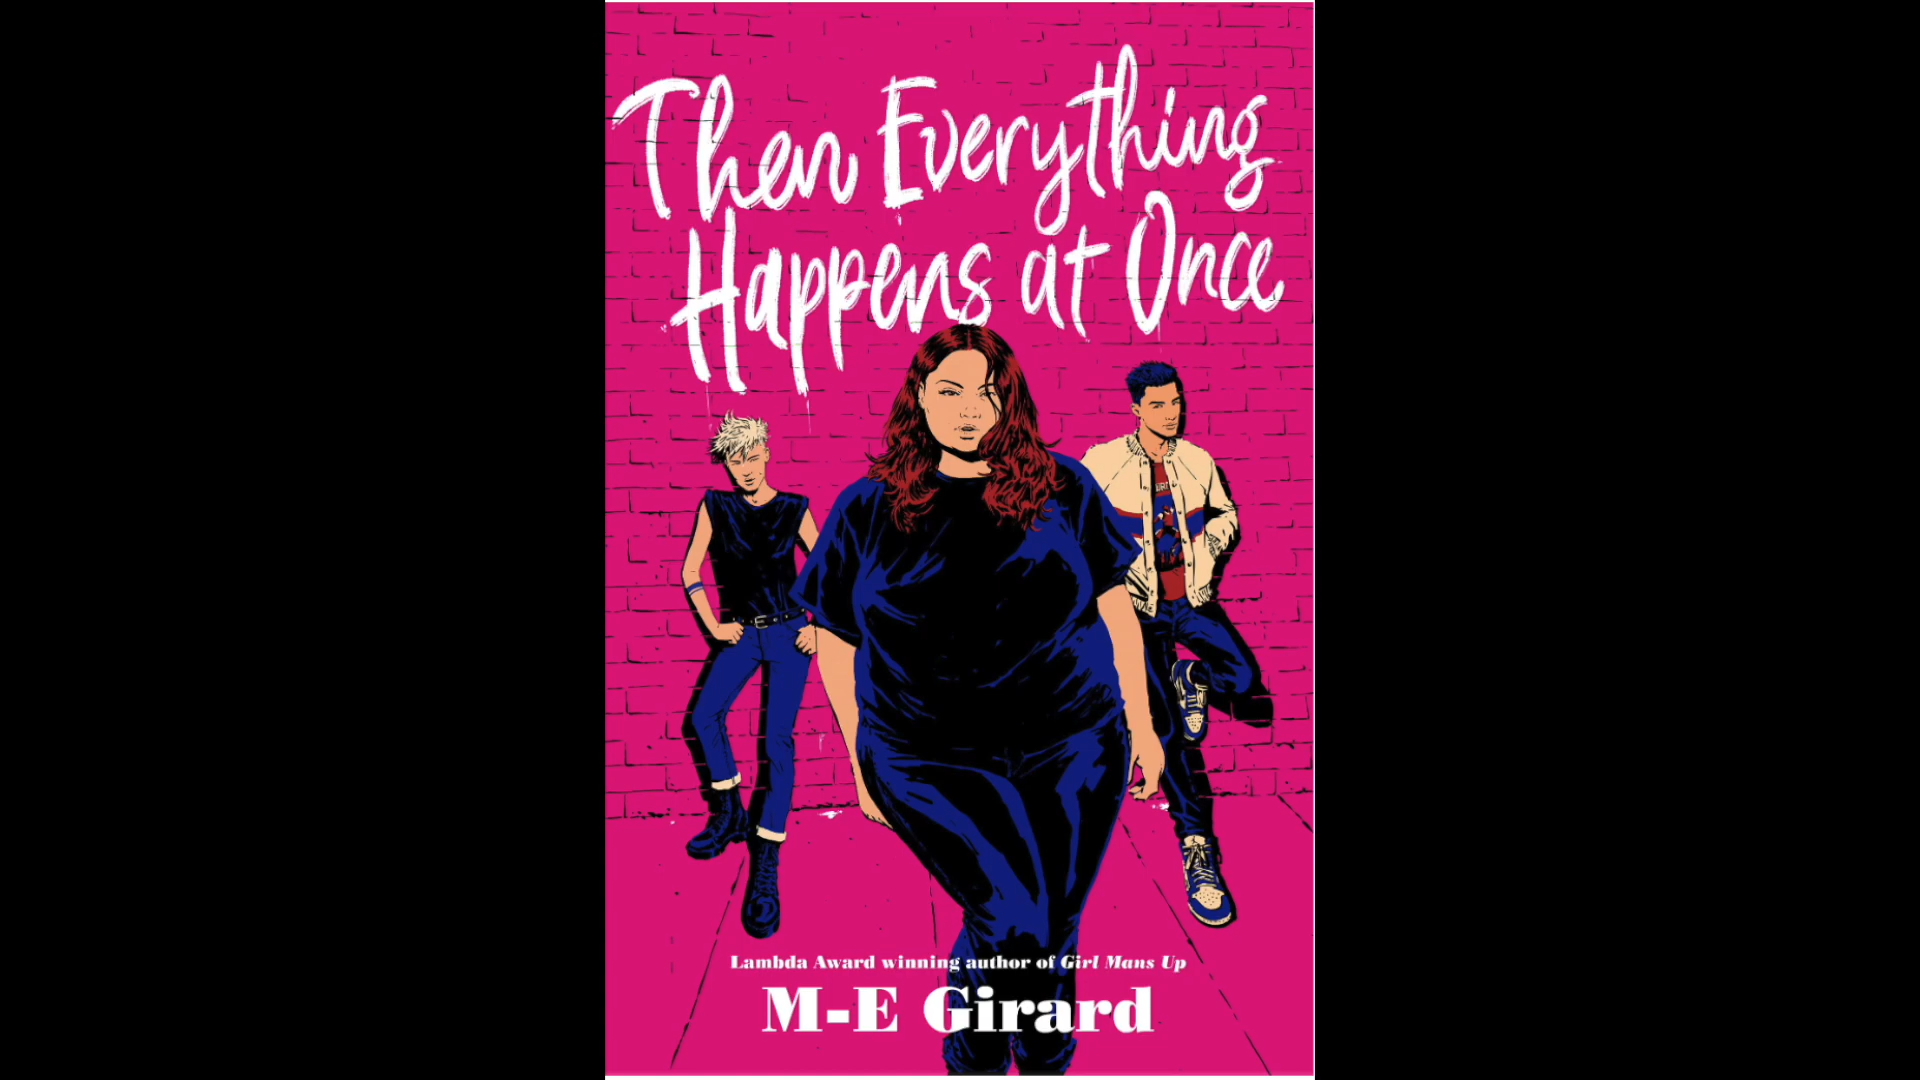 Then Everything
Happens at Once
Lambda Award winning author of Girl Mans Up
M-E Girard